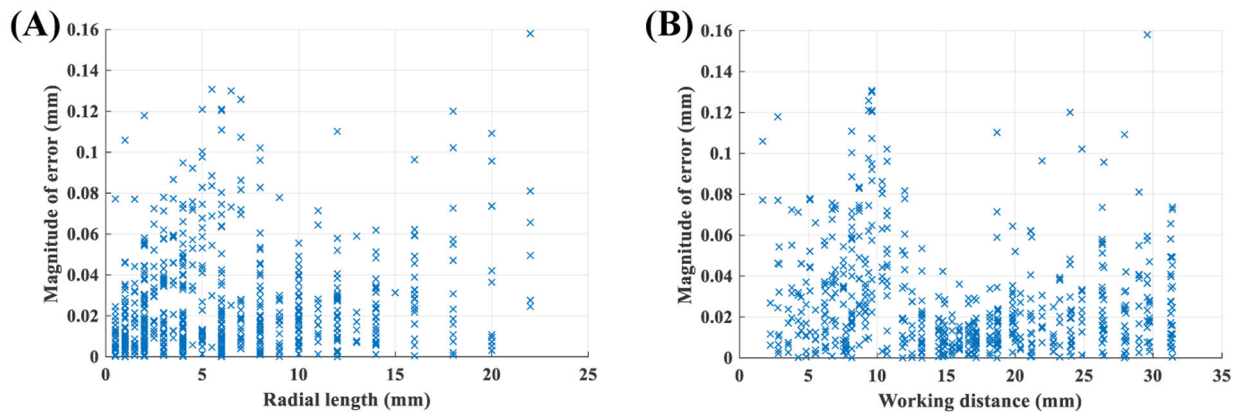 (A)
0.16
0.14
0.12
0.1
0.08
0.06
0.04
0.02
0
Magnitude of error (mm)
0 5 10 15 20 25
Radial length (mm)
(B)
0.16
0.14
0.12
0.1
0.08
0.06
0.04
0.02
0
Magnitude of error (mm)
0 5 10 15 20 25 30 35
Working distance (mm)